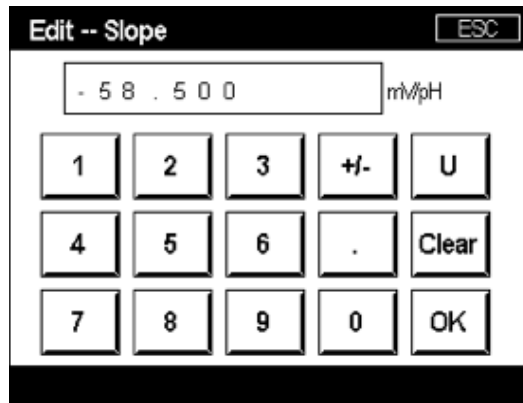 Edit -- Slope ESC
- 5 8 . 5 0 0 mV/pH
1 2 3 +/- U
4 5 6 . Clear
7 8 9 0 OK